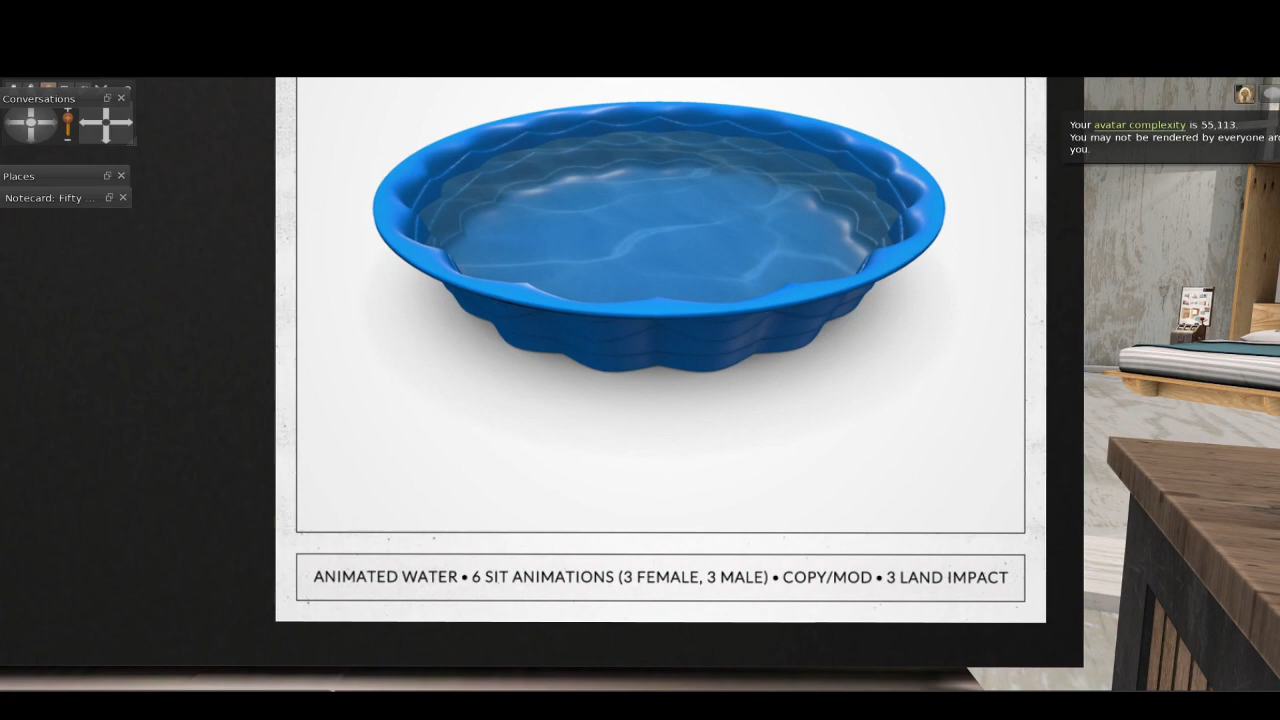 Conversations
Places
Notecard: Fifty ...
Your avatar complexity is 55,113.
You may not be rendered by everyone
you.
ANIMATED WATER • 6 SIT ANIMATIONS (3 FEMALE, 3 MALE) • COPY/MOD • 3 LAND IMPACT